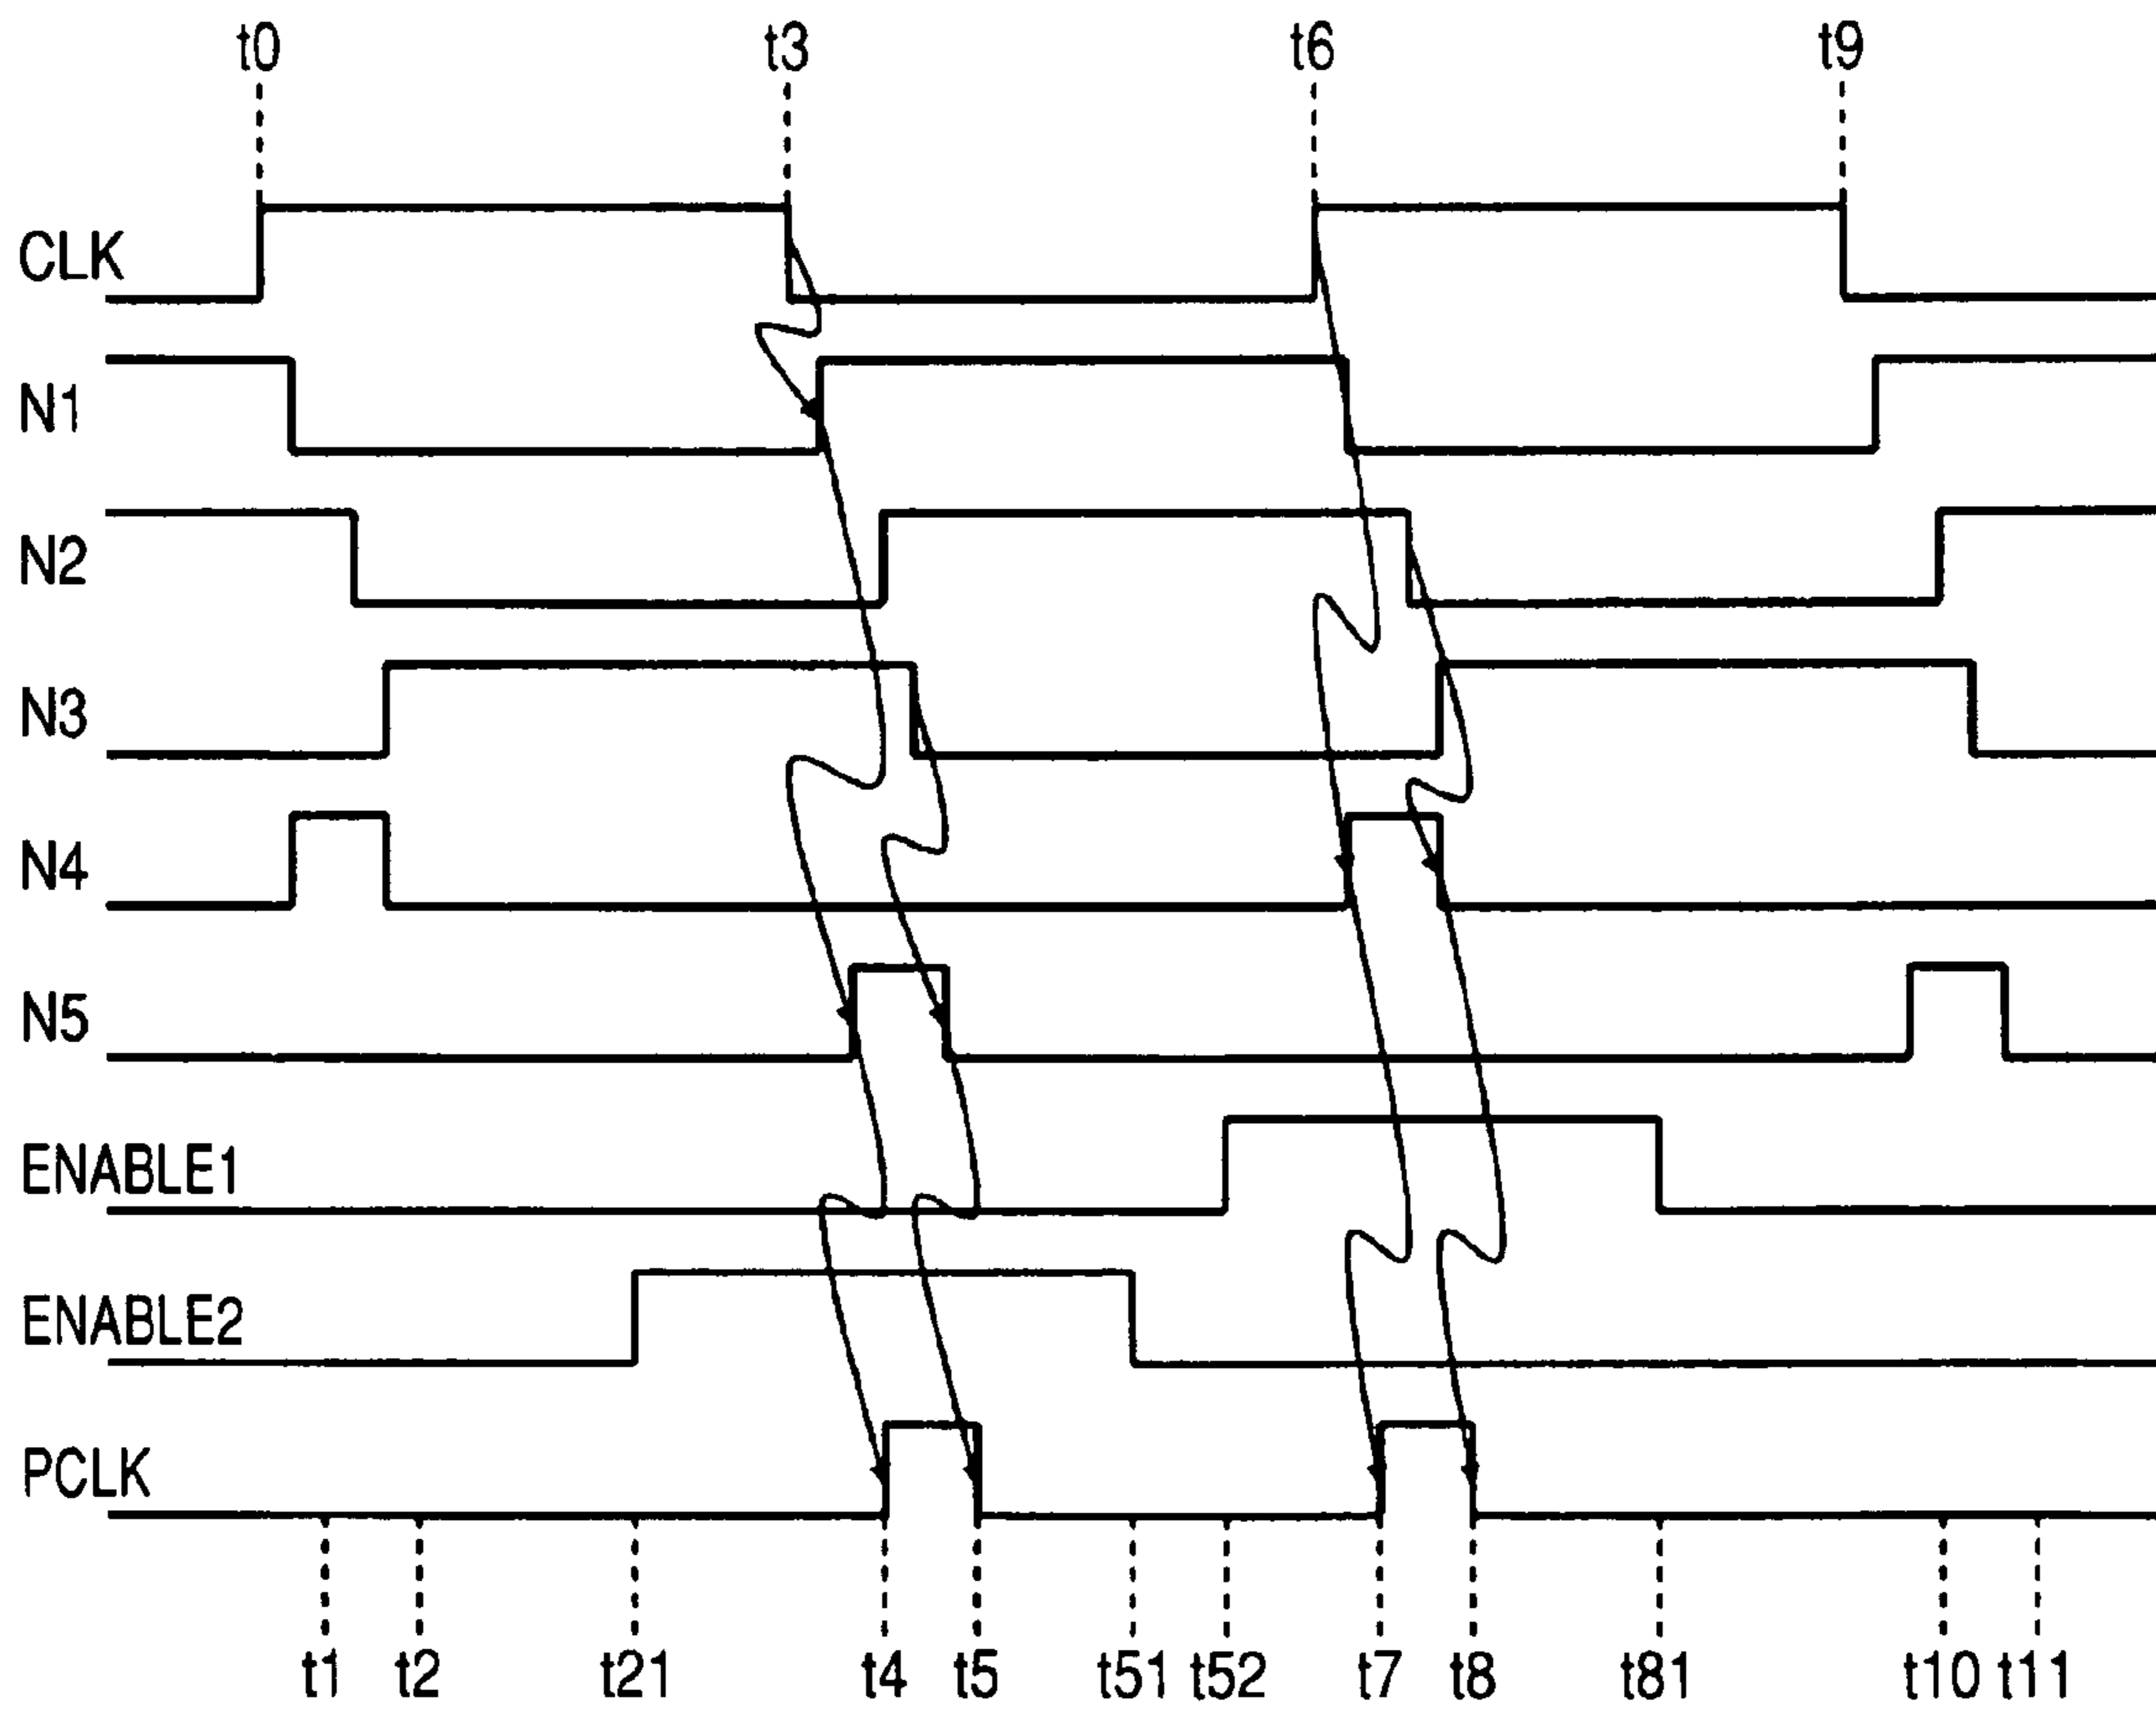 t0 t3 t6 t9
CLK
N1
N2
N3
N4
N5
ENABLE1
ENABLE2
PCLK
t1 t2 t21 t4 t5 t51 t52 t7 t8 t81 t10 t11